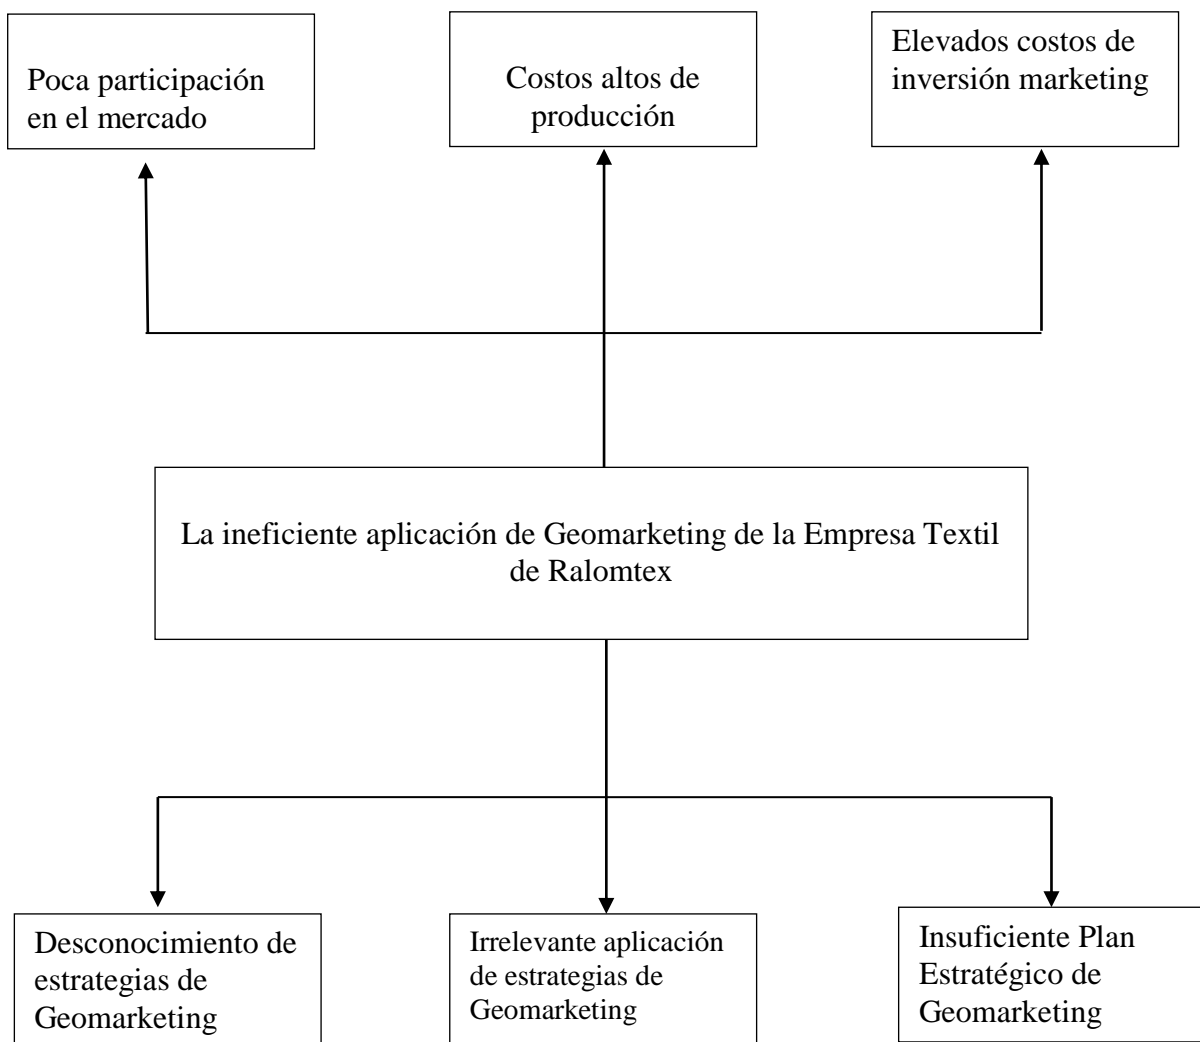 Poca participación
en el mercado
Costos altos de
producción
Elevados costos de
inversión marketing
La ineficiente aplicación de Geomarketing de la Empresa Textil
de Ralomtex
Desconocimiento de
estrategias de
Geomarketing
Irrelevante aplicación
de estrategias de
Geomarketing
Insuficiente Plan
Estratégico de
Geomarketing